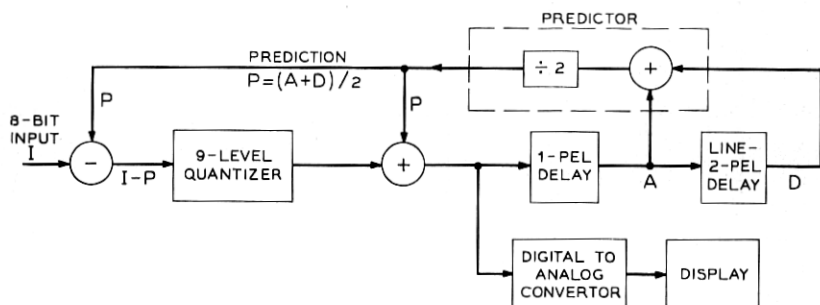 PREDICTOR
PREDICTION
P=(A+D)/2
÷ 2
+
P
P
8-BIT
INPUT
I
−
I-P
9-LEVEL
QUANTIZER
+
1-PEL
DELAY
A
LINE-
2-PEL
DELAY
D
DIGITAL TO
ANALOG
CONVERTOR
DISPLAY